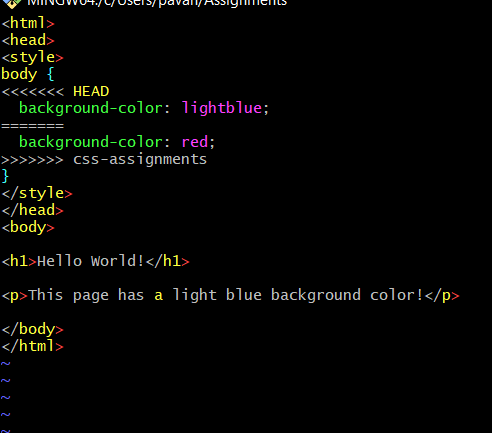 MINGW64:/c/Users/pavan/Assignments
<html>
<head>
<style>
body {
<<<<<<< HEAD
  background-color: lightblue;
=======
  background-color: red;
>>>>>>> css-assignments
}
</style>
</head>
<body>

<h1>Hello World!</h1>

<p>This page has a light blue background color!</p>

</body>
</html>
~
~
~
~
~